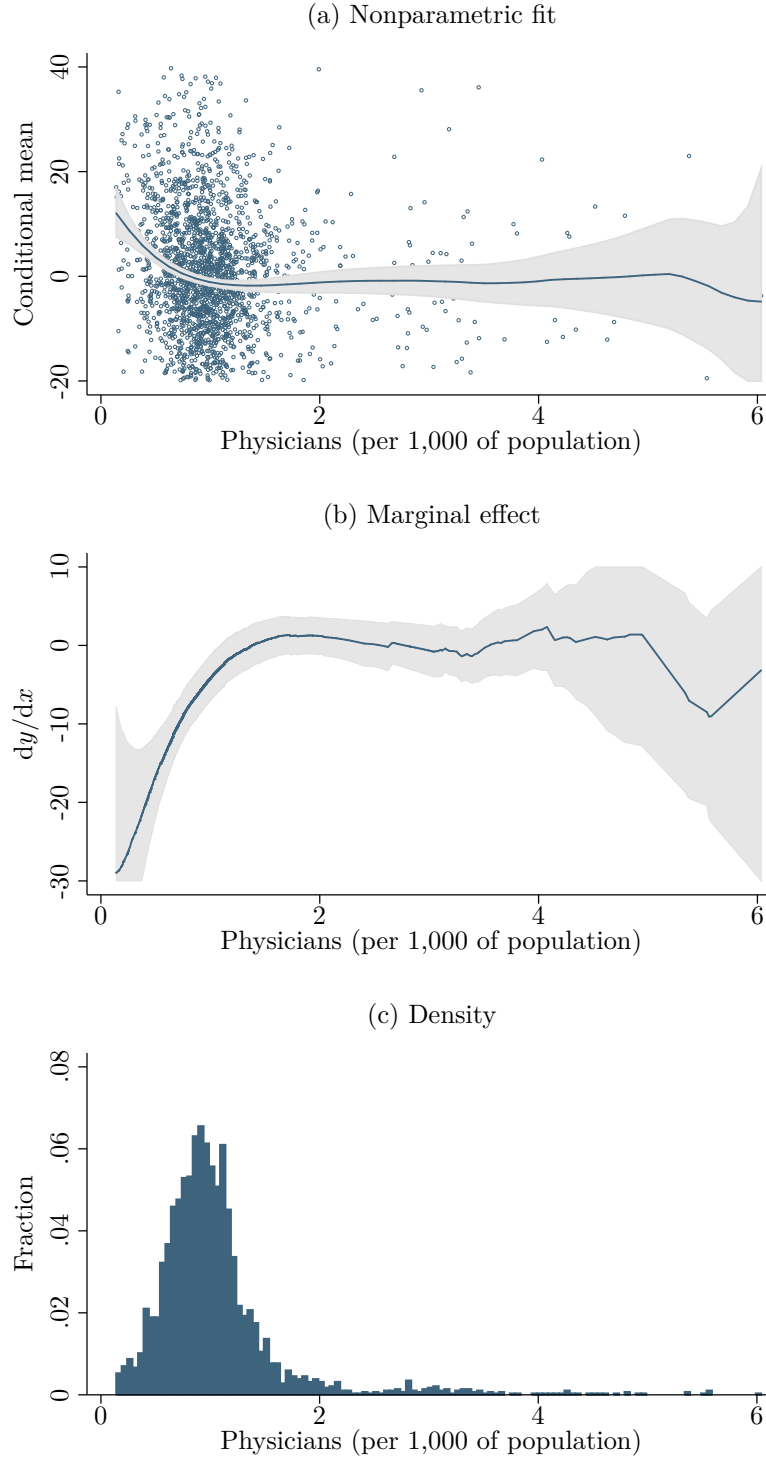 (a) Nonparametric fit
Conditional mean
40
20
0
-20
0 2 4 6
Physicians (per 1,000 of population)
(b) Marginal effect
dy/dx
10
0
-10
-20
-30
0 2 4 6
Physicians (per 1,000 of population)
(c) Density
Fraction
.08
.06
.04
.02
0
0 2 4 6
Physicians (per 1,000 of population)